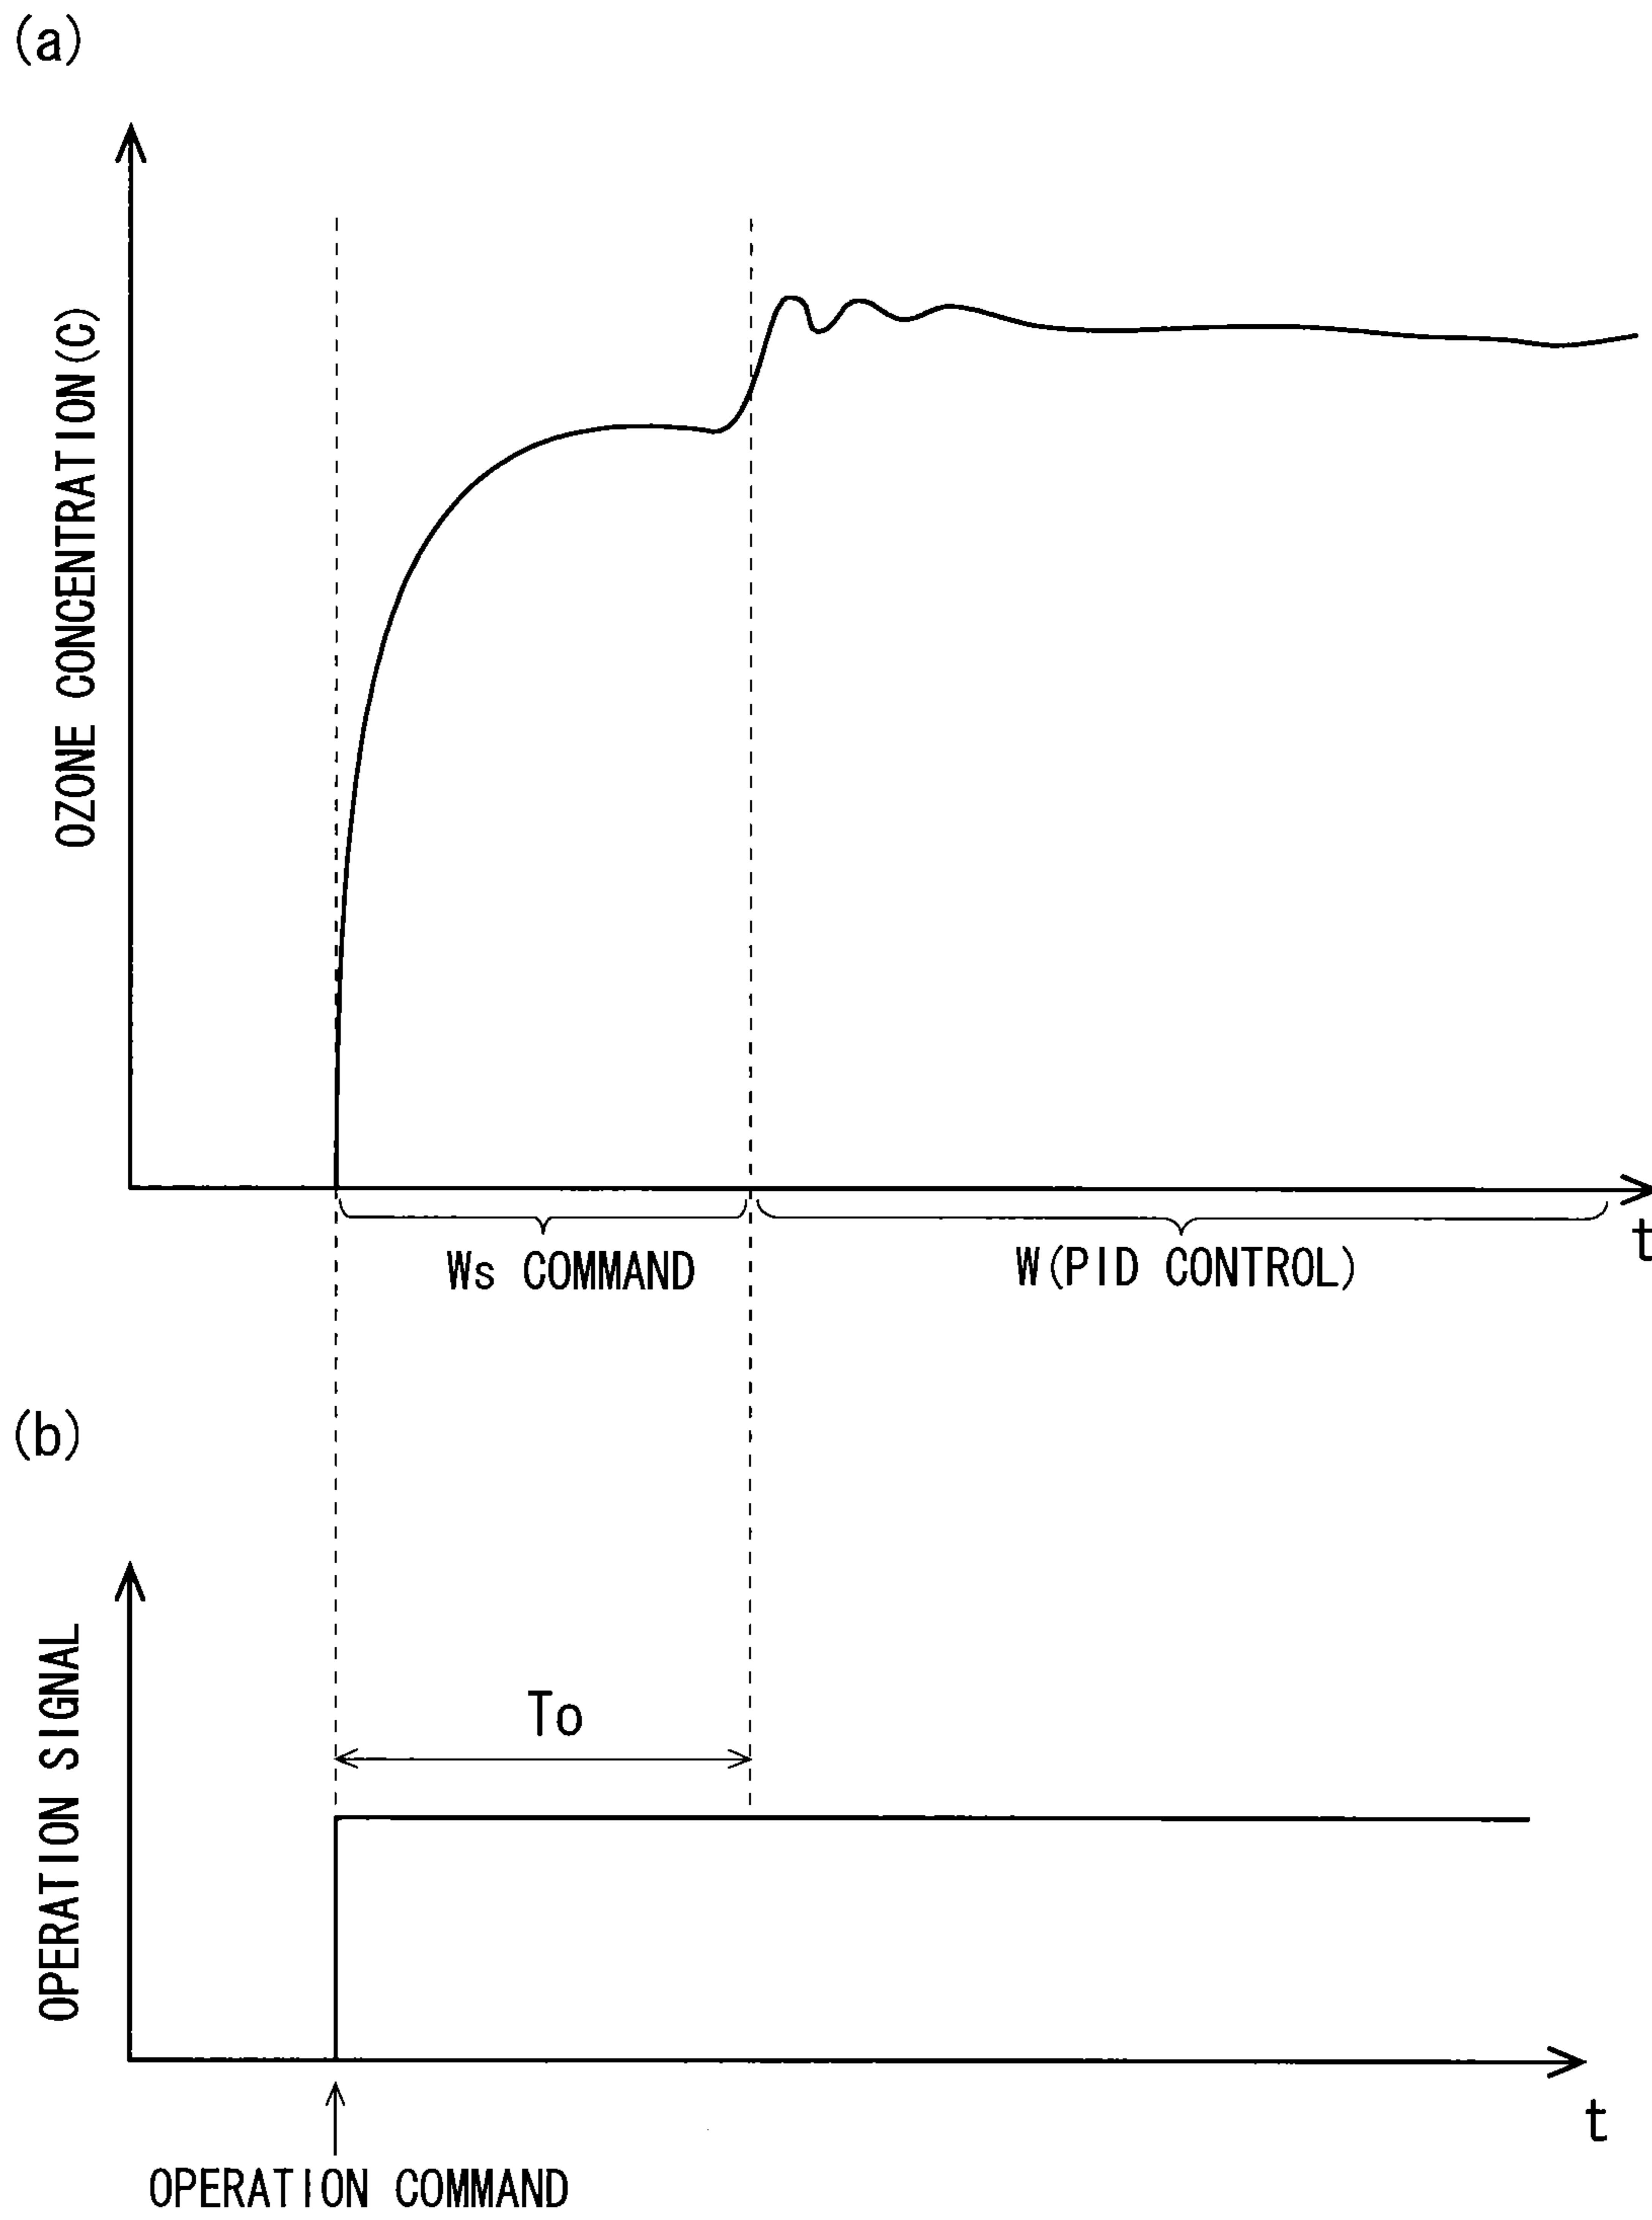 (a)
OZONE CONCENTRATION(C)
Ws COMMAND
W(PID CONTROL)
t
(b)
OPERATION SIGNAL
To
t
OPERATION COMMAND